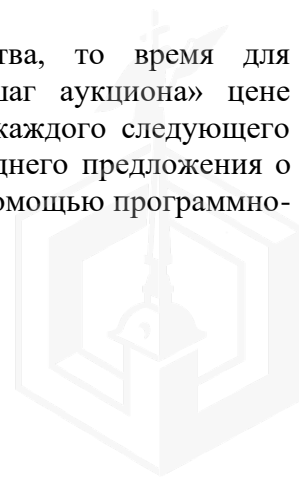 тва, то время для
шаг аукциона» цене
каждого следующего
днего предложения о
омощью программно-